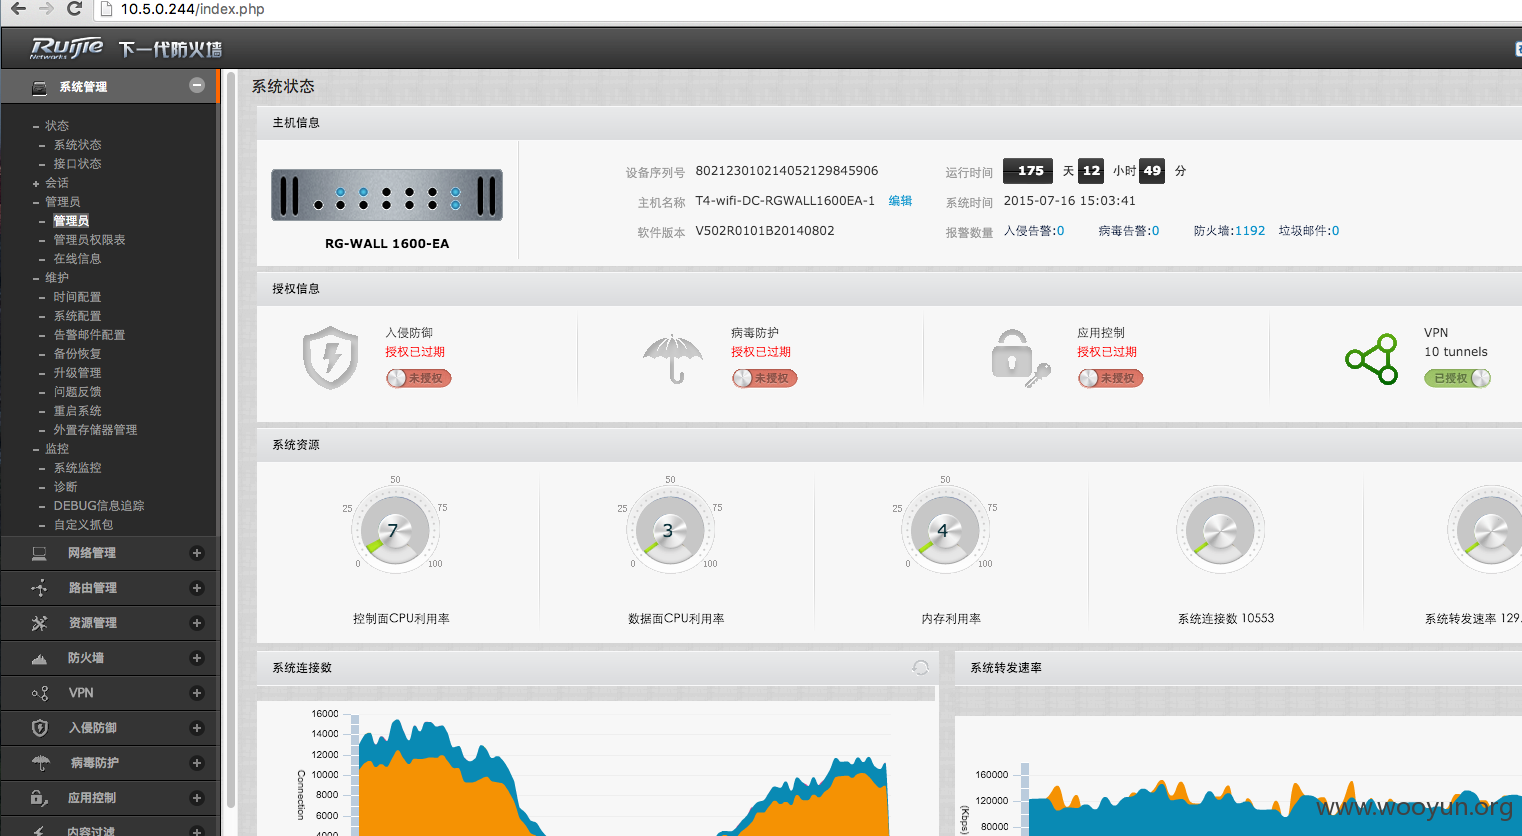 10.5.0.244/index.php
Ruijie Networks 下一代防火墙
系统管理
状态
系统状态
接口状态
会话
管理员
管理员
管理员权限表
在线信息
维护
时间配置
系统配置
告警邮件配置
备份恢复
升级管理
问题反馈
重启系统
外置存储器管理
监控
系统监控
诊断
DEBUG信息追踪
自定义抓包
网络管理
路由管理
资源管理
防火墙
VPN
入侵防御
病毒防护
应用控制
内容过滤
系统状态
主机信息
RG-WALL 1600-EA
设备序列号 802123010214052129845906
主机名称 T4-wifi-DC-RGWALL1600EA-1 编辑
软件版本 V502R0101B20140802
运行时间 175 天 12 小时 49 分
系统时间 2015-07-16 15:03:41
报警数量 入侵告警:0 病毒告警:0 防火墙:1192 垃圾邮件:0
授权信息
入侵防御
授权已过期
未授权
病毒防护
授权已过期
未授权
应用控制
授权已过期
未授权
VPN
10 tunnels
已授权
系统资源
0 25 50 75 100
7
控制面CPU利用率
0 25 50 75 100
3
数据面CPU利用率
0 25 50 75 100
4
内存利用率
系统连接数 10553
系统转发速率 129.
系统连接数
16000
14000
12000
10000
8000
6000
4000
Connection
系统转发速率
160000
120000
80000
(Kbps)
www.wooyun.org